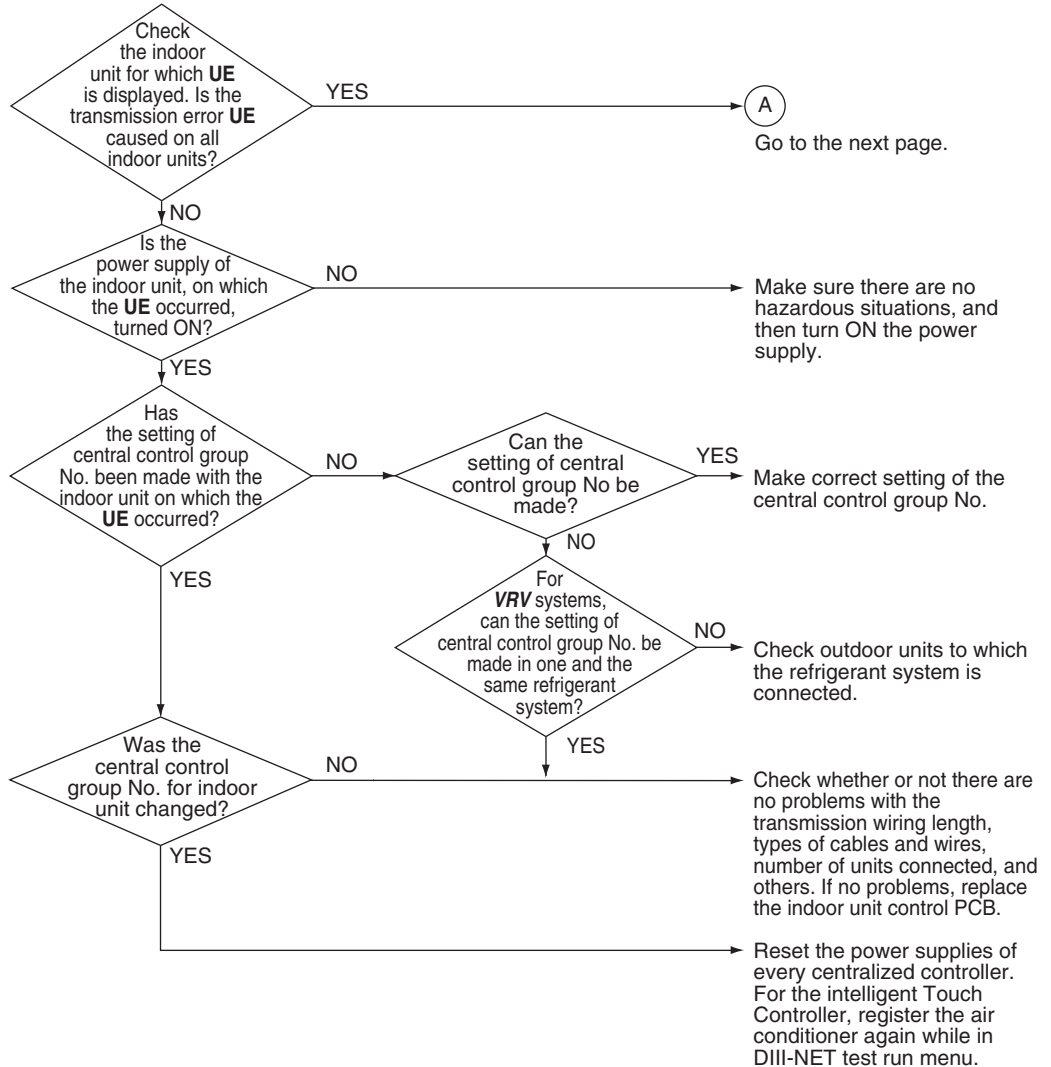 Check
the indoor
unit for which UE
is displayed. Is the
transmission error UE
caused on all
indoor units?
YES
A
Go to the next page.
NO
Is the
power supply of
the indoor unit, on which
the UE occurred,
turned ON?
NO
Make sure there are no
hazardous situations, and
then turn ON the power
supply.
YES
Has
the setting of
central control group
No. been made with the
indoor unit on which the
UE occurred?
NO
Can the
setting of central
control group No be
made?
YES
Make correct setting of the
central control group No.
NO
YES
For
VRV systems,
can the setting of
central control group No. be
made in one and the
same refrigerant
system?
NO
Check outdoor units to which
the refrigerant system is
connected.
YES
Was the
central control
group No. for indoor
unit changed?
NO
Check whether or not there are
no problems with the
transmission wiring length,
types of cables and wires,
number of units connected, and
others. If no problems, replace
the indoor unit control PCB.
YES
Reset the power supplies of
every centralized controller.
For the intelligent Touch
Controller, register the air
conditioner again while in
DIII-NET test run menu.